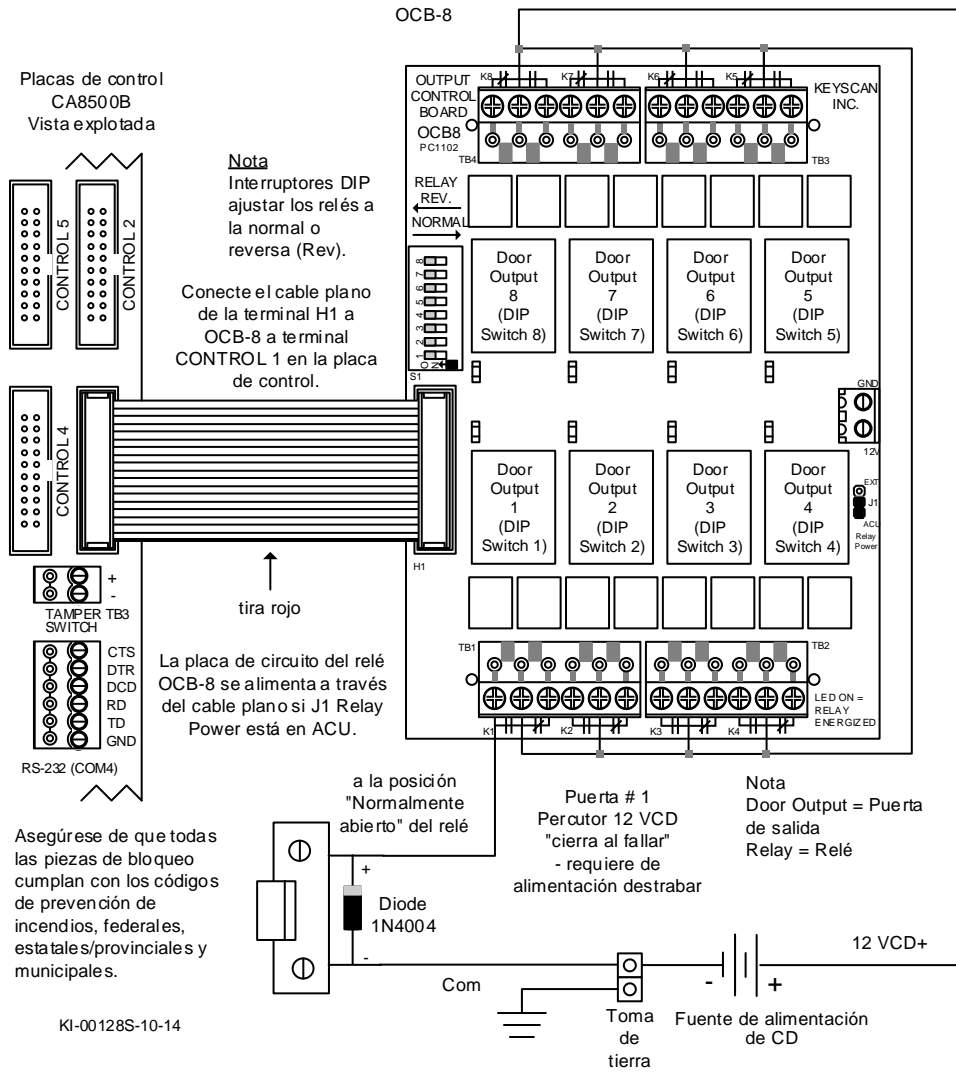 OCB-8
Placas de control
CA8500B
Vista explotada
CONTROL 5
CONTROL 2
CONTROL 4
Nota
Interruptores DIP
ajustar los relés a
la normal o
reversa (Rev).
Conecte el cable plano
de la terminal H1 a
OCB-8 a terminal
CONTROL 1 en la placa
de control.
OUTPUT
CONTROL
BOARD
OCB8
PC1102
KEYSCAN
INC.
K8
K7
K6
K5
TB4
TB3
RELAY
REV.
NORMAL
8
7
6
5
4
3
2
1
ON
S1
Door
Output
8
(DIP
Switch 8)
Door
Output
7
(DIP
Switch 7)
Door
Output
6
(DIP
Switch 6)
Door
Output
5
(DIP
Switch 5)
GND
12V
Door
Output
1
(DIP
Switch 1)
Door
Output
2
(DIP
Switch 2)
Door
Output
3
(DIP
Switch 3)
Door
Output
4
(DIP
Switch 4)
EXT
J1
ACU
Relay
Power
H1
tira rojo
+
-
TAMPER TB3
SWITCH
CTS
DTR
DCD
RD
TD
GND
RS-232 (COM4)
La placa de circuito del relé
OCB-8 se alimenta a través
del cable plano si J1 Relay
Power está en ACU.
TB1
TB2
K1
K2
K3
K4
LED ON =
RELAY
ENERGIZED
a la posición
"Normalmente
abierto" del relé
Puerta # 1
Percutor 12 VCD
"cierra al fallar"
- requiere de
alimentación destrabar
Nota
Door Output = Puerta
de salida
Relay = Relé
Asegúrese de que todas
las piezas de bloqueo
cumplan con los códigos
de prevención de
incendios, federales,
estatales/provinciales y
municipales.
+
Diode
1N4004
-
Com
12 VCD+
- +
Toma
de
tierra
Fuente de alimentación
de CD
KI-00128S-10-14